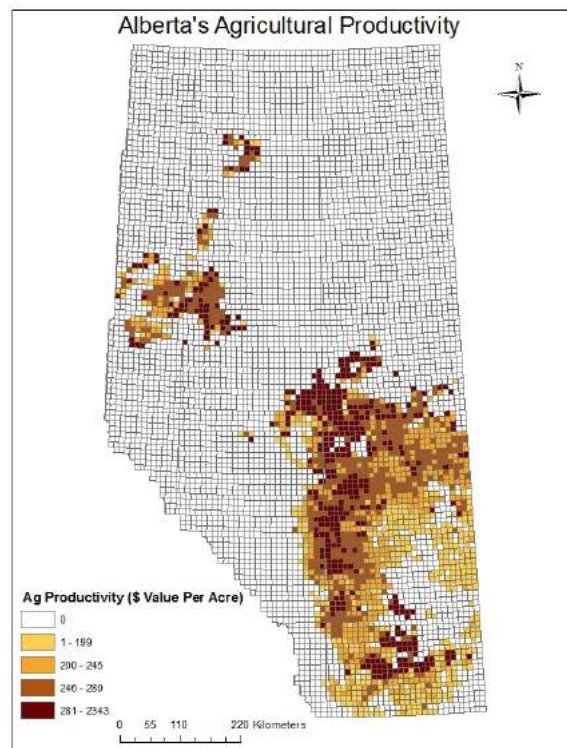 Alberta's Agricultural Productivity
N
Ag Productivity ($ Value Per Acre)
0
1 - 199
200 - 245
246 - 280
281 - 2343
0 55 110 220 Kilometers